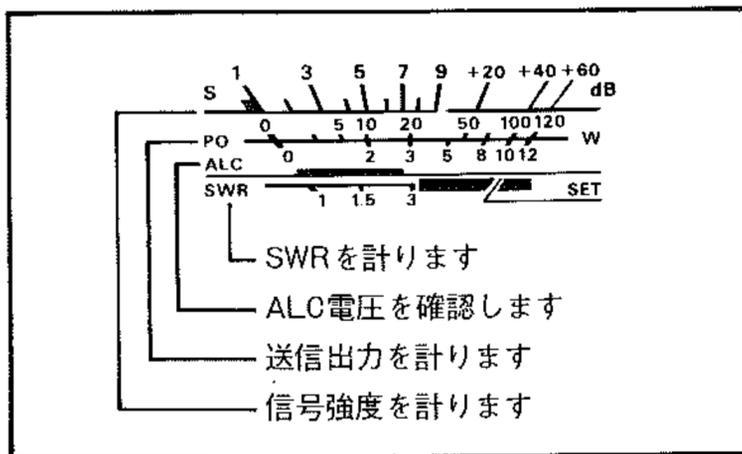 1 3 5 7 9 +20 +40 +60
S dB
0 5 10 20 50 100 120
PO W
0 2 3 5 8 10 12
ALC
SWR SET
1 1.5 3
SWRを計ります
ALC電圧を確認します
送信出力を計ります
信号強度を計ります